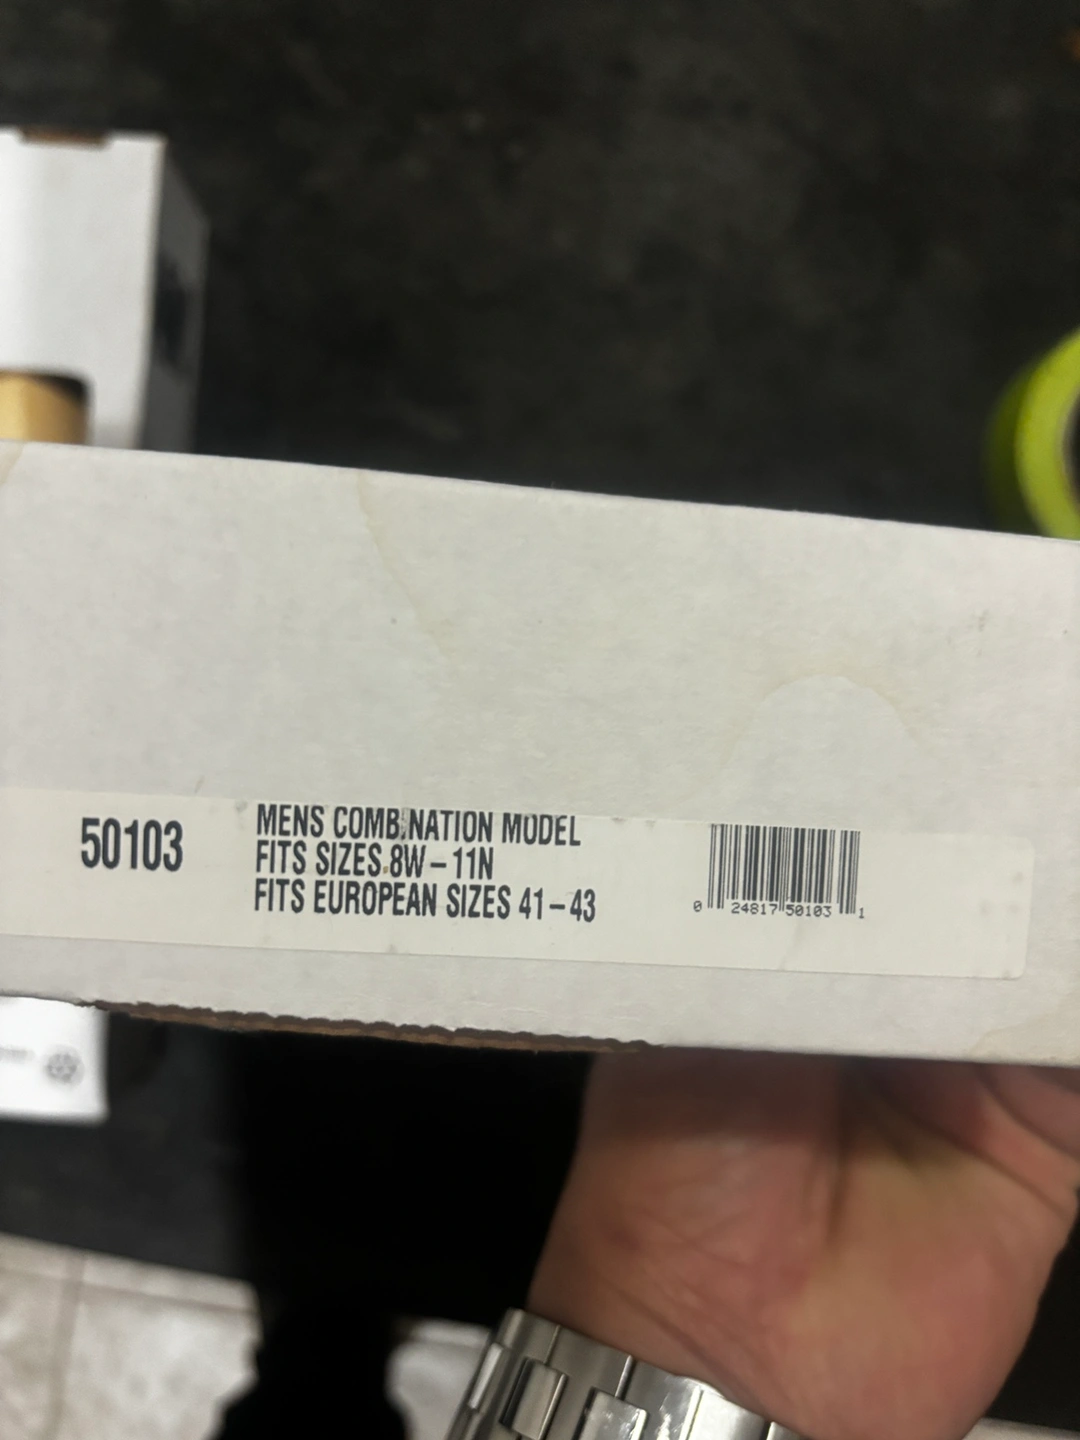 50103
MENS COMBINATION MODEL
FITS SIZES 8W – 11N
FITS EUROPEAN SIZES 41 – 43
0 24817 50103 1